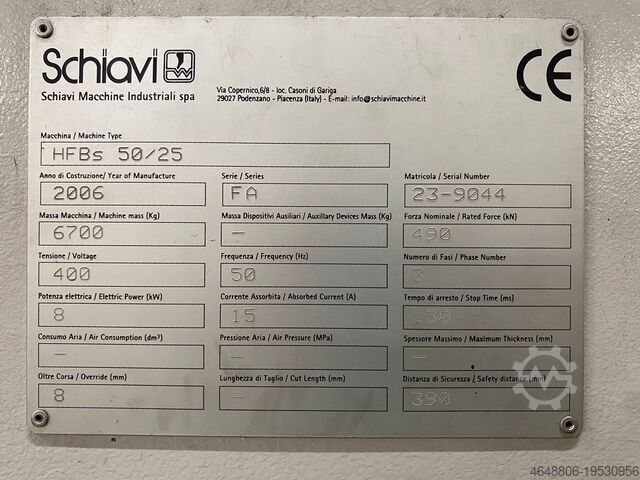 Schiavi
Schiavi Macchine Industriali spa
Via Copernico,6/8 - loc. Casoni di Gariga
29027 Podenzano - Piacenza (Italy) - E-mail: info@schiavimacchine.it
CE
Macchina / Machine Type
HFBs 50/25
Anno di Costruzione/ Year of Manufacture Serie / Series Matricola / Serial Number
2006 FA 23-9044
Massa Macchina / Machine mass (Kg) Massa Dispositivi Ausiliari / Auxillary Devices Mass (Kg) Forza Nominale / Rated Force (kN)
6700 - 490
Tensione / Voltage Frequenza / Frequency (Hz) Numero di Fasi / Phase Number
400 50 3
Potenza elettrica / Electric Power (kW) Corrente Assorbita / Absorbed Current (A) Tempo di arresto / Stop Time (ms)
8 15 130
Consumo Aria / Air Consumption (dm³) Pressione Aria / Air Pressure (MPa) Spessore Massimo / Maximum Thickness (mm)
- - -
Oltre Corsa / Override (mm) Lunghezza di Taglio / Cut Length (mm) Distanza di Sicurezza / Safety distance (mm)
8 - 390
4648806-19530956